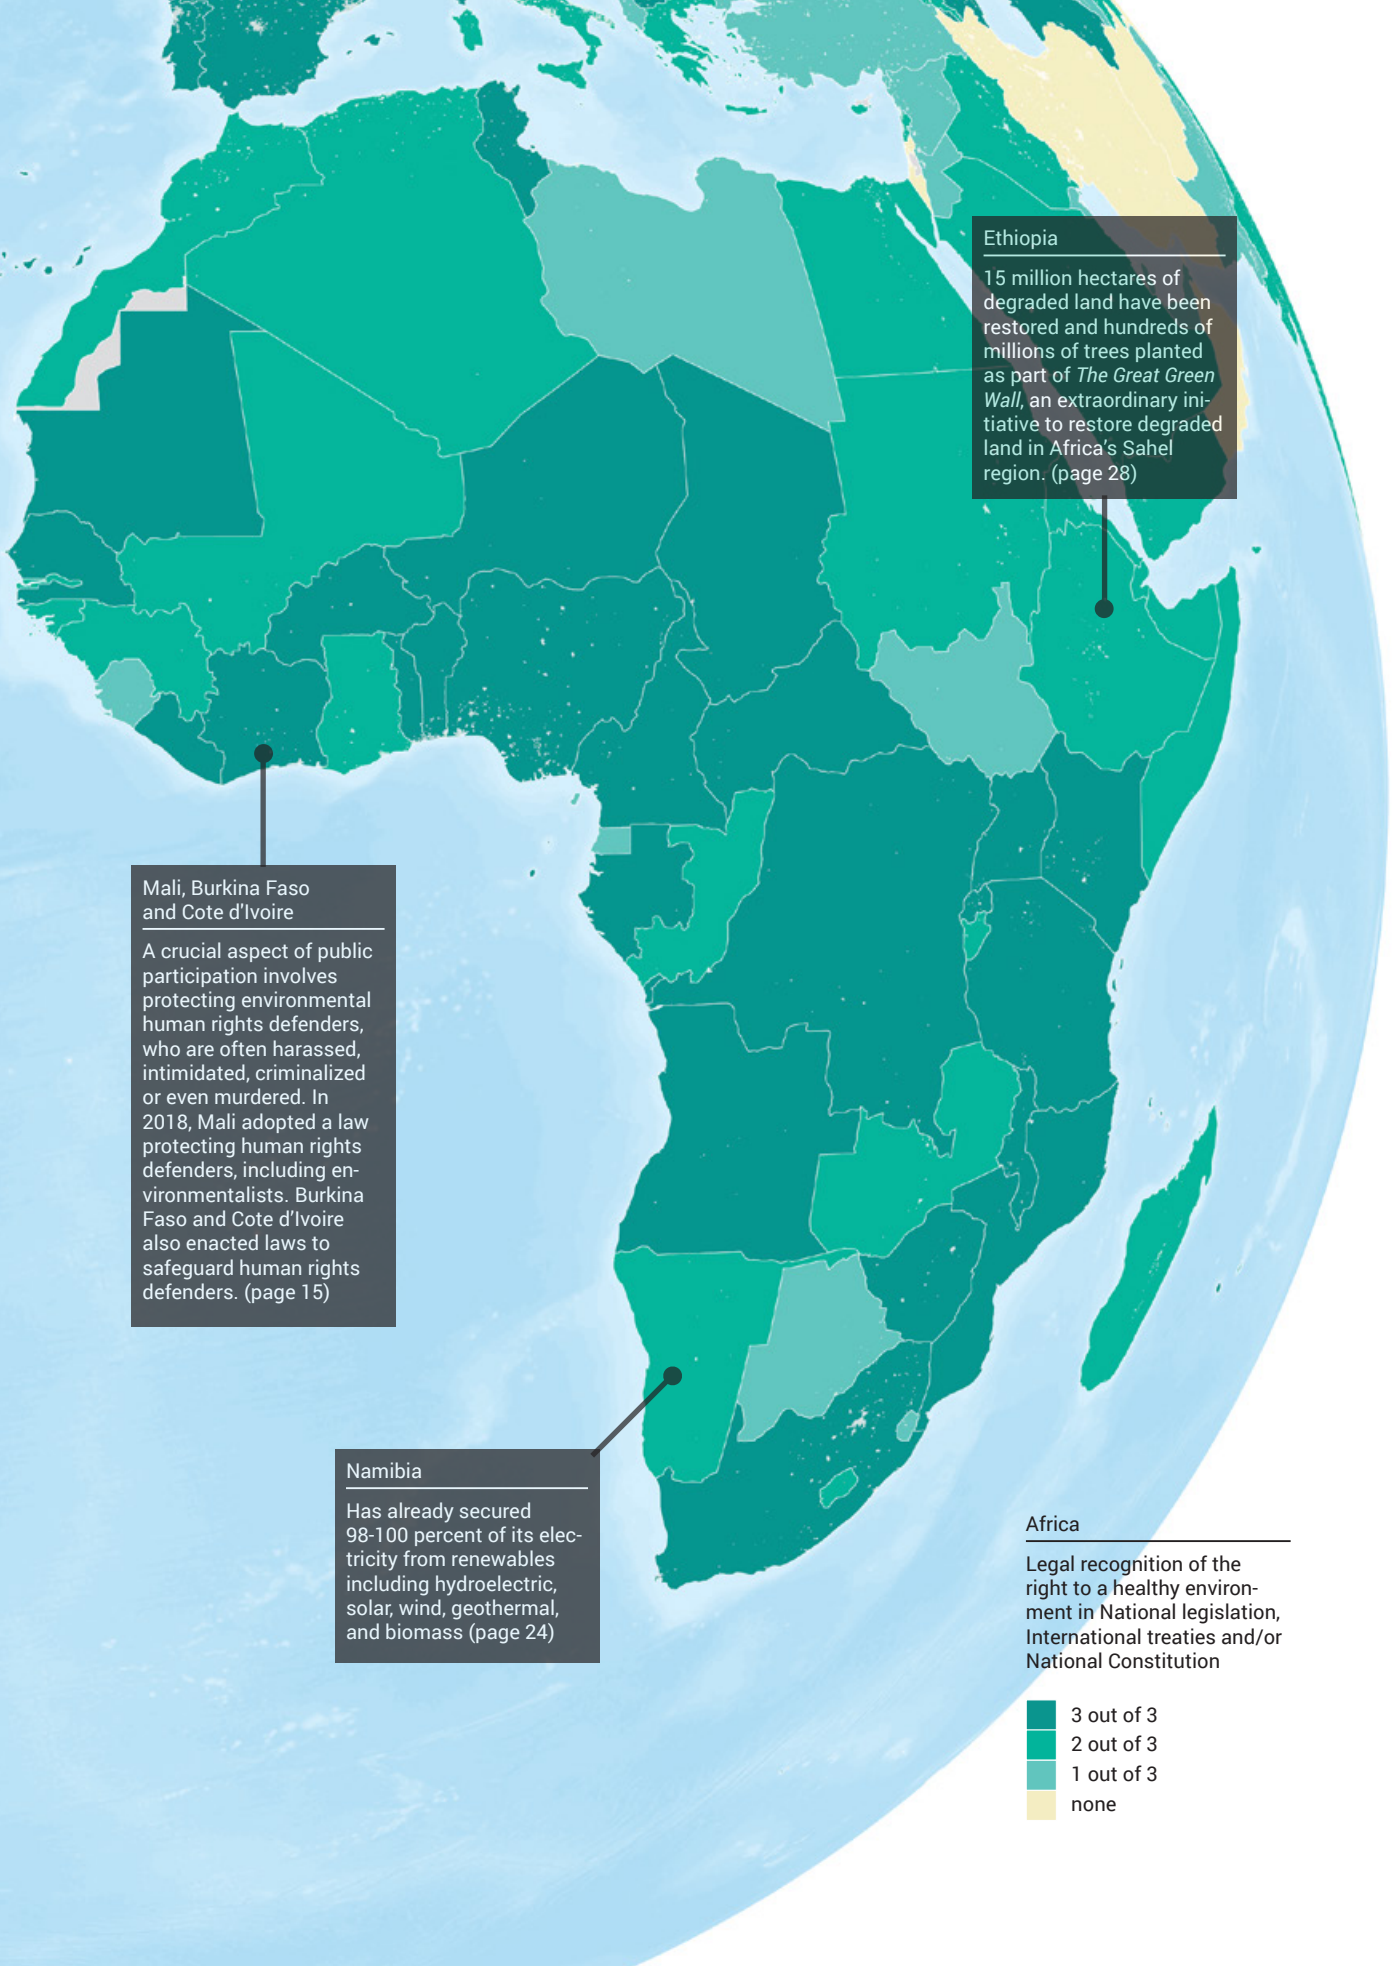 Ethiopia
15 million hectares of
degraded land have been
restored and hundreds of
millions of trees planted
as part of The Great Green
Wall, an extraordinary ini-
tiative to restore degraded
land in Africa's Sahel
region. (page 28)
Mali, Burkina Faso
and Cote d'Ivoire
A crucial aspect of public
participation involves
protecting environmental
human rights defenders,
who are often harassed,
intimidated, criminalized
or even murdered. In
2018, Mali adopted a law
protecting human rights
defenders, including en-
vironmentalists. Burkina
Faso and Cote d'Ivoire
also enacted laws to
safeguard human rights
defenders. (page 15)
Namibia
Has already secured
98-100 percent of its elec-
tricity from renewables
including hydroelectric,
solar, wind, geothermal,
and biomass (page 24)
Africa
Legal recognition of the
right to a healthy environ-
ment in National legislation,
International treaties and/or
National Constitution
3 out of 3
2 out of 3
1 out of 3
none